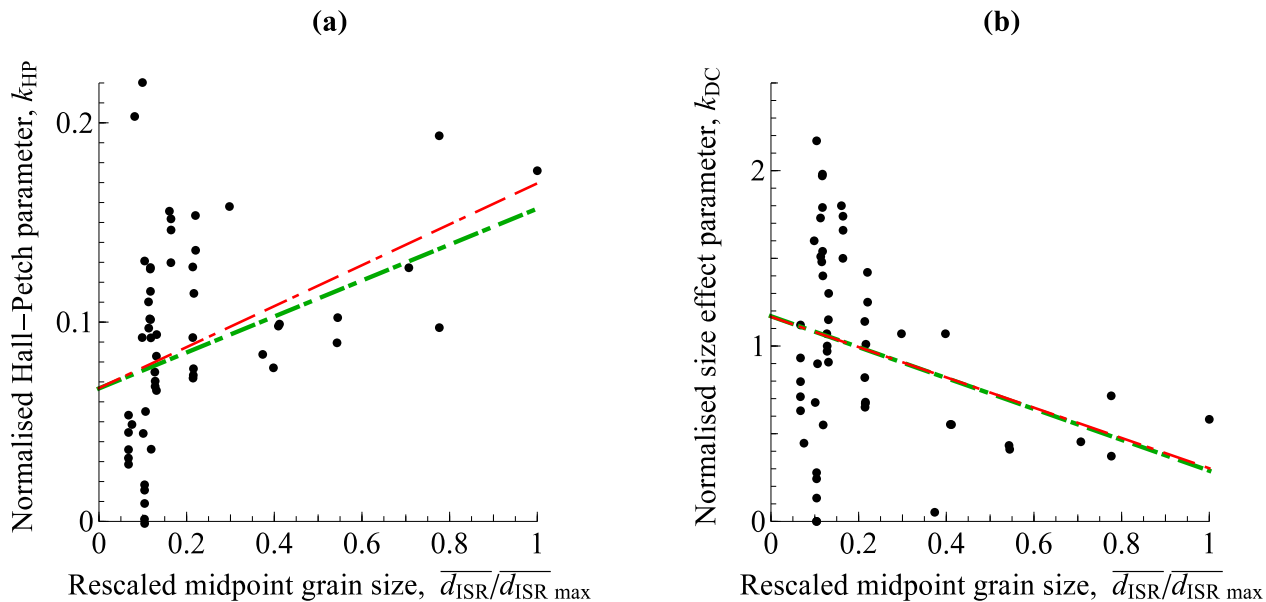 (a)
Normalised Hall–Petch parameter, kHP
0.2
0.1
0
0 0.2 0.4 0.6 0.8 1
Rescaled midpoint grain size, dISR/dISR max
(b)
Normalised size effect parameter, kDC
2
1
0
0 0.2 0.4 0.6 0.8 1
Rescaled midpoint grain size, dISR/dISR max